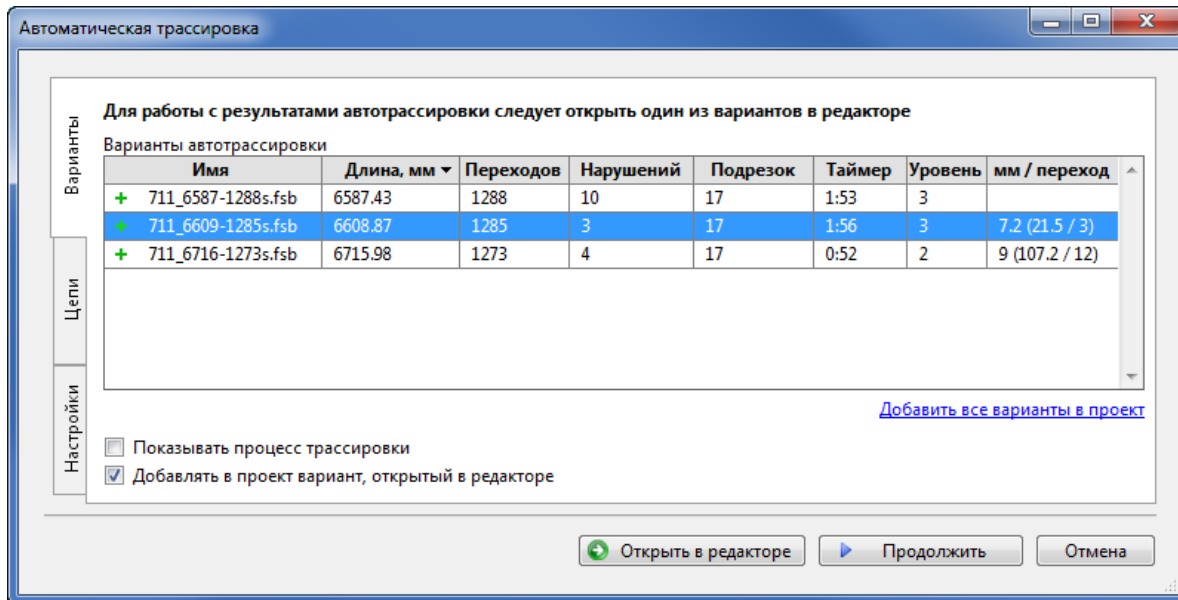 Автоматическая трассировка
Варианты
Цепи
Настройки
Для работы с результатами автотрассировки следует открыть один из вариантов в редакторе
Варианты автотрассировки
Имя Длина, мм Переходов Нарушений Подрезок Таймер Уровень мм / переход
711_6587-1288s.fsb 6587.43 1288 10 17 1:53 3
711_6609-1285s.fsb 6608.87 1285 3 17 1:56 3 7.2 (21.5 / 3)
711_6716-1273s.fsb 6715.98 1273 4 17 0:52 2 9 (107.2 / 12)
Добавить все варианты в проект
Показывать процесс трассировки
Добавлять в проект вариант, открытый в редакторе
Открыть в редакторе Продолжить Отмена